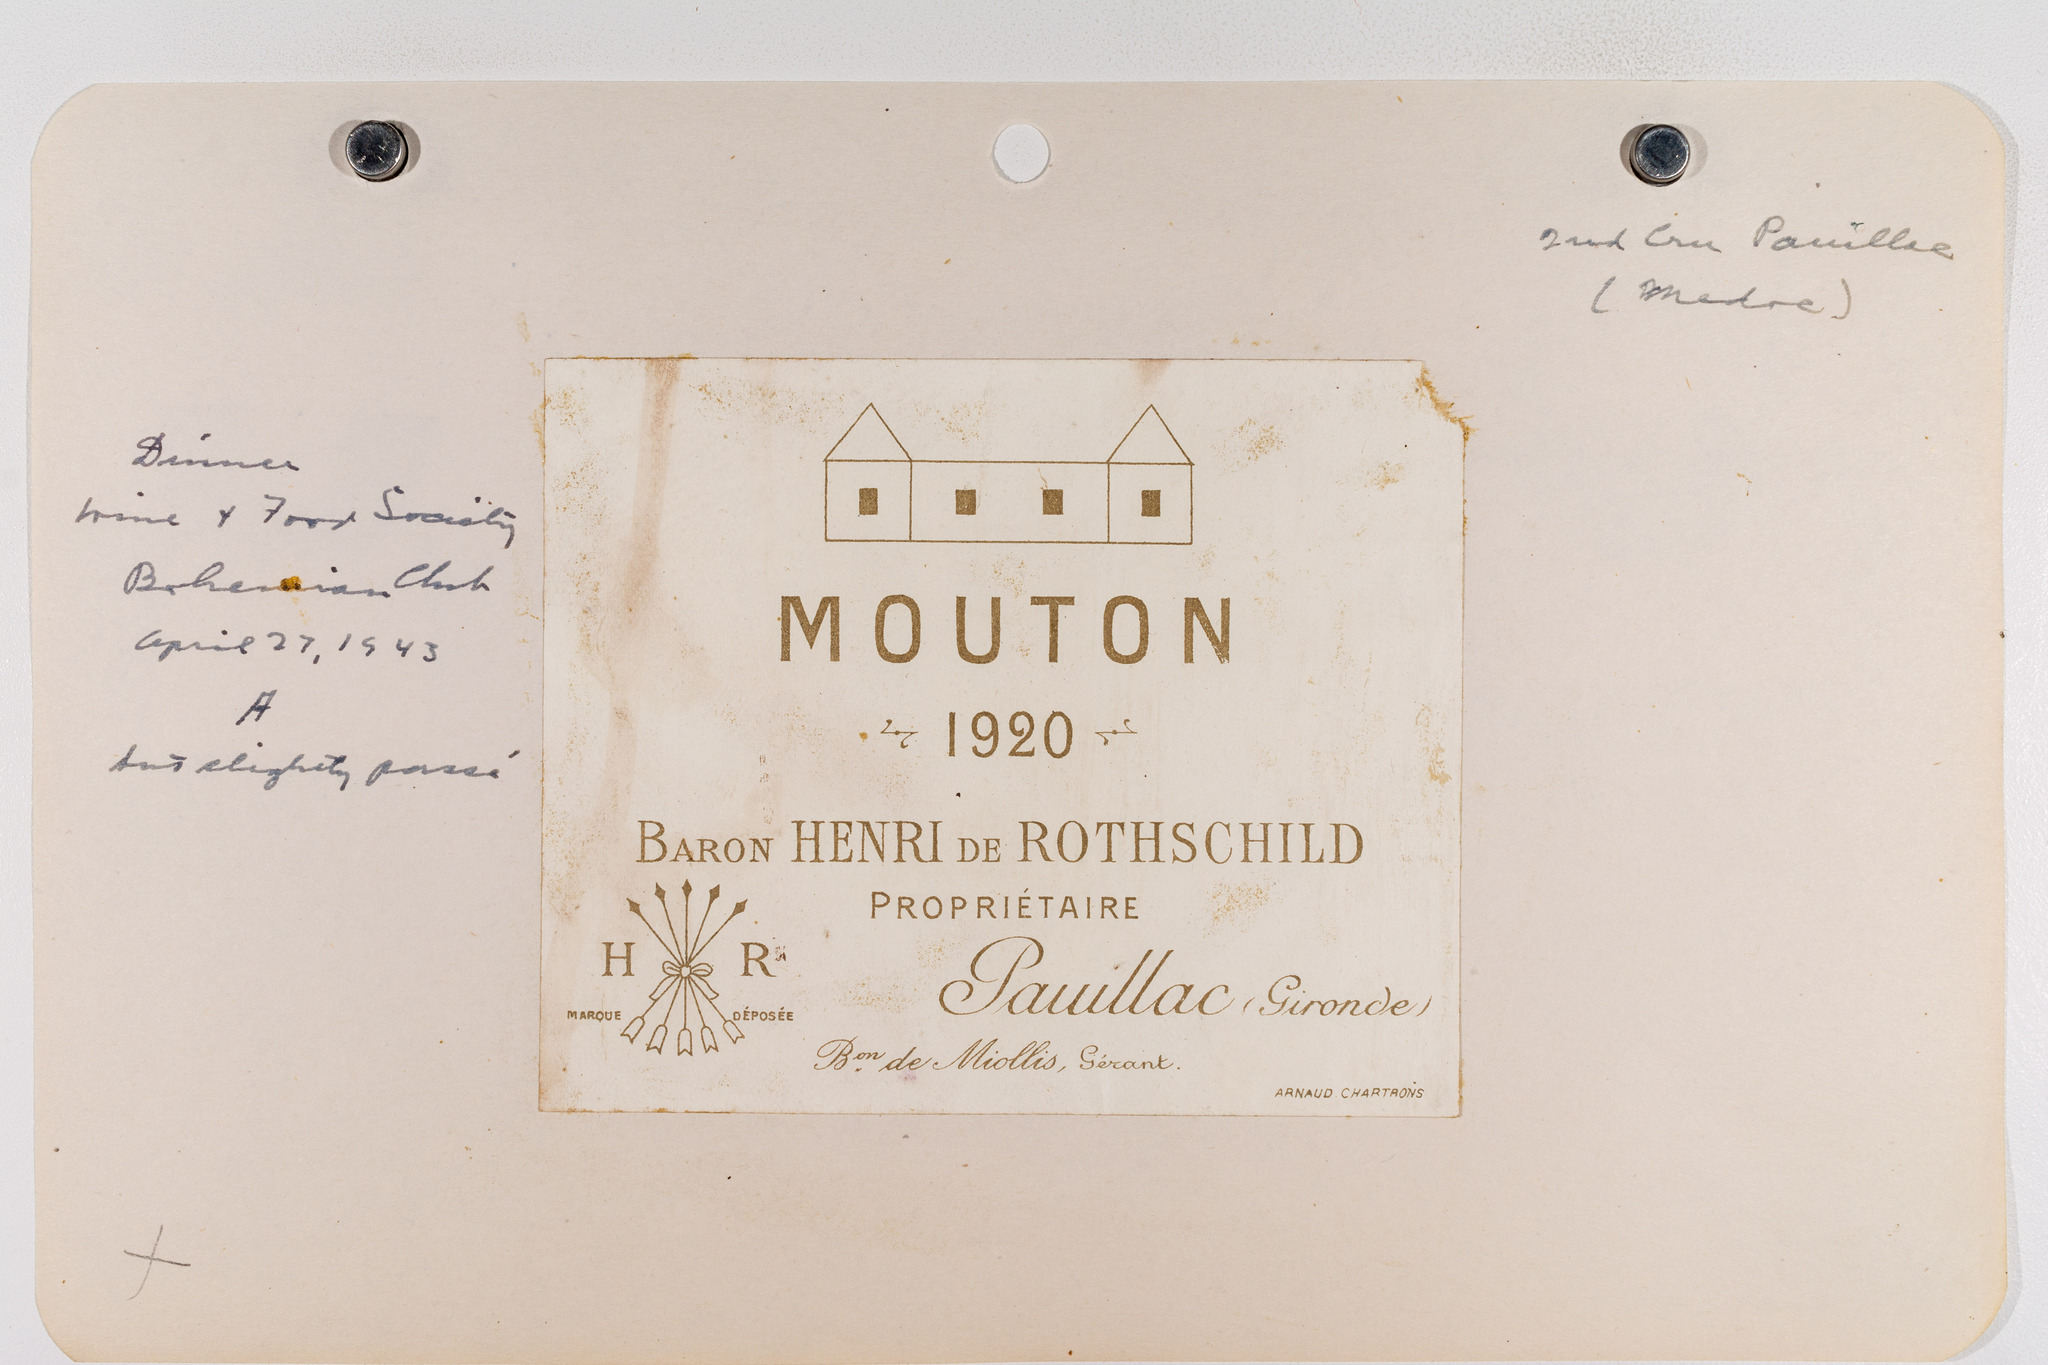 2nd Cru Pauillac
(Medoc)
Dinner
Wine & Food Society
Bohemian Club
April 27, 1943
A
but slightly passé
MOUTON
1920
BARON HENRI DE ROTHSCHILD
PROPRIÉTAIRE
H R
MARQUE DÉPOSÉE
Pauillac (Gironde)
Bon de Miollis, Gérant.
ARNAUD CHARTRONS